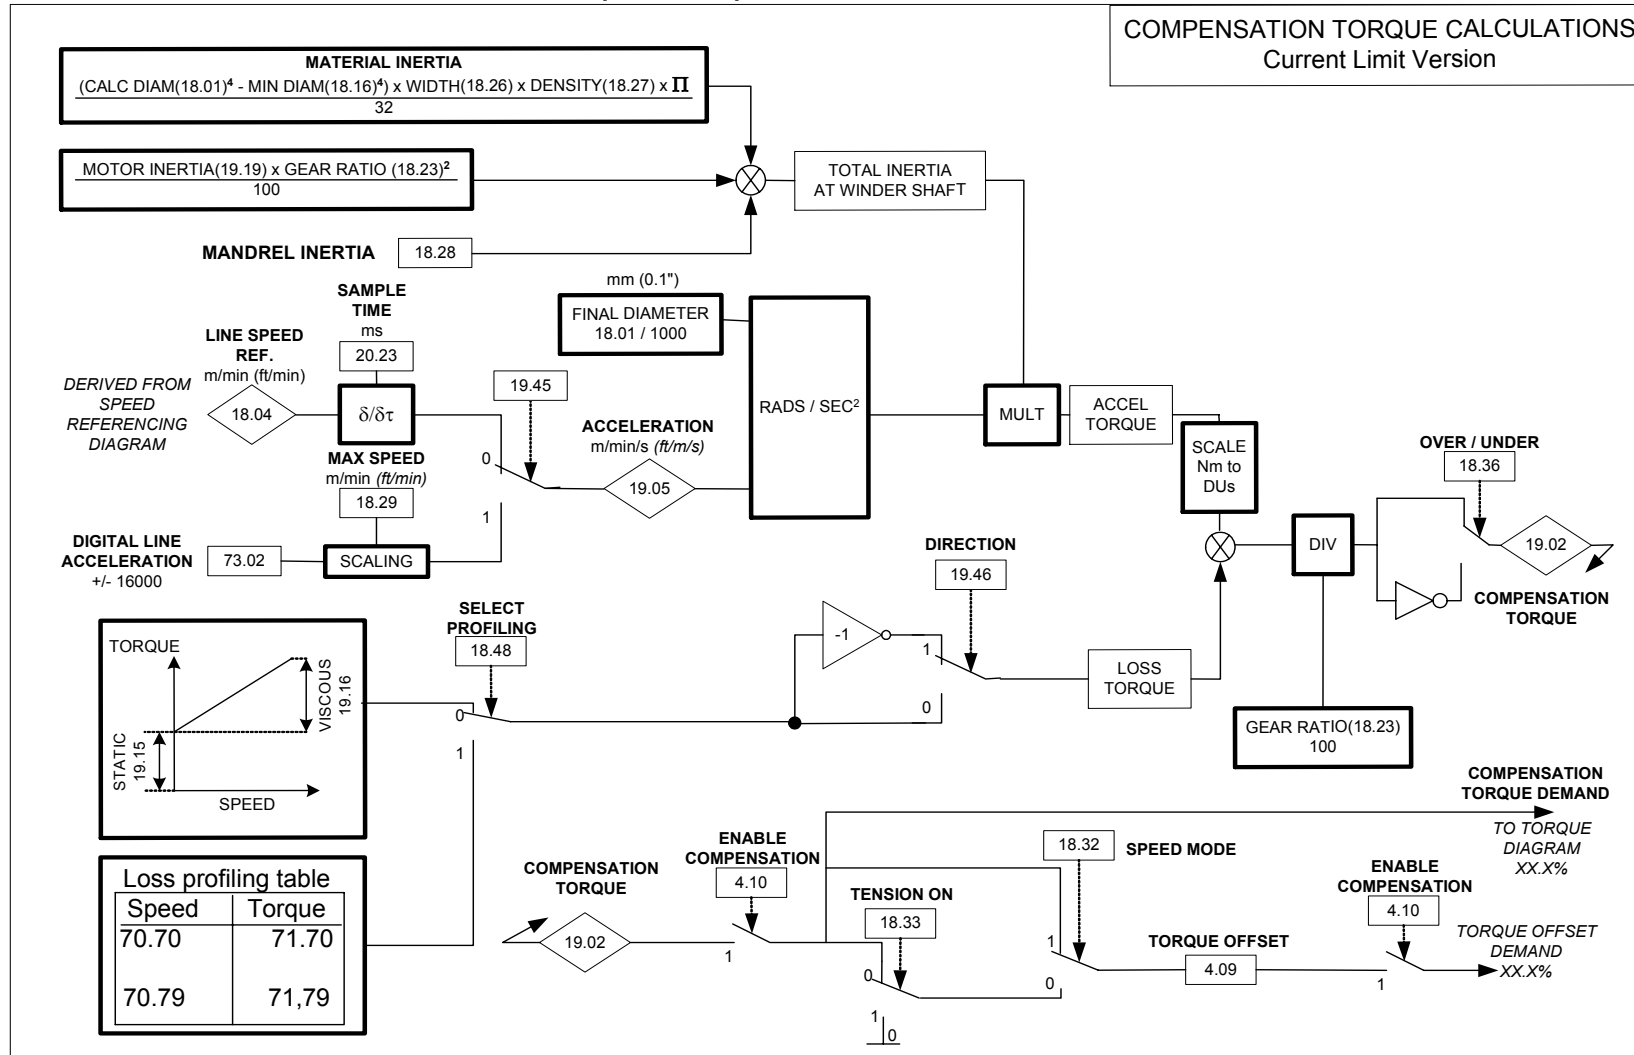 COMPENSATION TORQUE CALCULATIONS
Current Limit Version
MATERIAL INERTIA
(CALC DIAM(18.01)⁴ - MIN DIAM(18.16)⁴) x WIDTH(18.26) x DENSITY(18.27) x Π
32
MOTOR INERTIA(19.19) x GEAR RATIO (18.23)²
100
TOTAL INERTIA
AT WINDER SHAFT
MANDREL INERTIA
18.28
SAMPLE
TIME
ms
20.23
LINE SPEED
REF.
m/min (ft/min)
18.04
DERIVED FROM
SPEED
REFERENCING
DIAGRAM
δ/δτ
MAX SPEED
m/min (ft/min)
18.29
DIGITAL LINE
ACCELERATION
+/- 16000
73.02
SCALING
19.45
0
1
ACCELERATION
m/min/s (ft/m/s)
19.05
mm (0.1")
FINAL DIAMETER
18.01 / 1000
RADS / SEC²
MULT
ACCEL
TORQUE
SCALE
Nm to
DUs
OVER / UNDER
18.36
DIV
19.02
COMPENSATION
TORQUE
DIRECTION
19.46
SELECT
PROFILING
18.48
-1
1
0
LOSS
TORQUE
GEAR RATIO(18.23)
100
TORQUE
VISCOUS
19.16
STATIC
19.15
SPEED
0
1
Loss profiling table
Speed Torque
70.70 71.70
70.79 71,79
COMPENSATION
TORQUE
19.02
ENABLE
COMPENSATION
4.10
1
TENSION ON
18.33
0
1
0
18.32
SPEED MODE
1
0
TORQUE OFFSET
4.09
ENABLE
COMPENSATION
4.10
1
COMPENSATION
TORQUE DEMAND
TO TORQUE
DIAGRAM
XX.X%
TORQUE OFFSET
DEMAND
XX.X%